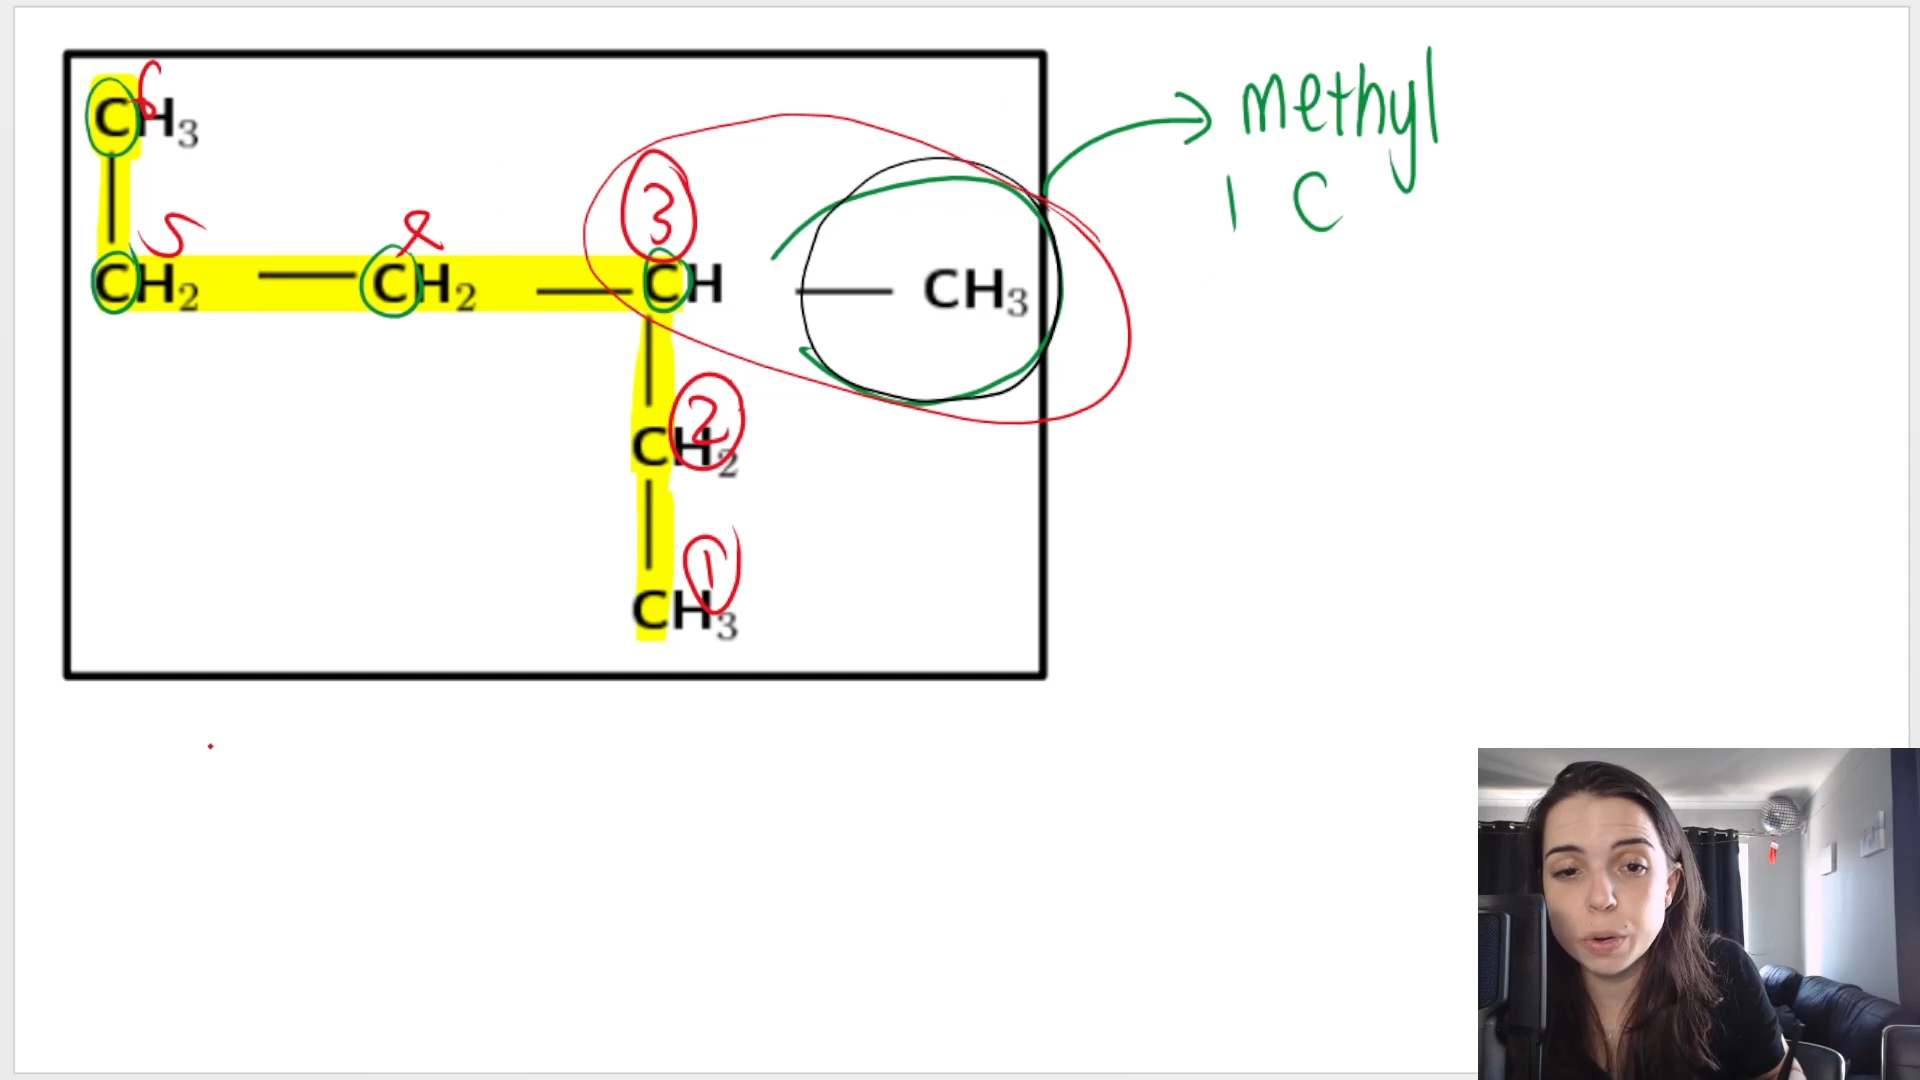 CH₃ 6
methyl
1 C
5 4 3
CH₂ — CH₂ — CH — CH₃
2
CH₂
1
CH₃